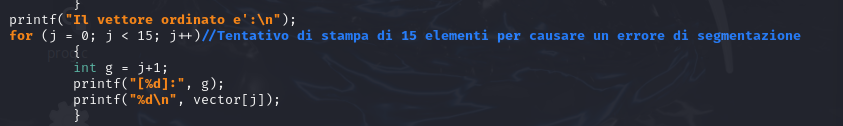 }
printf("Il vettore ordinato e':\n");
for (j = 0; j < 15; j++)//Tentativo di stampa di 15 elementi per causare un errore di segmentazione
{
int g = j+1;
printf("[%d]:", g);
printf("%d\n", vector[j]);
}